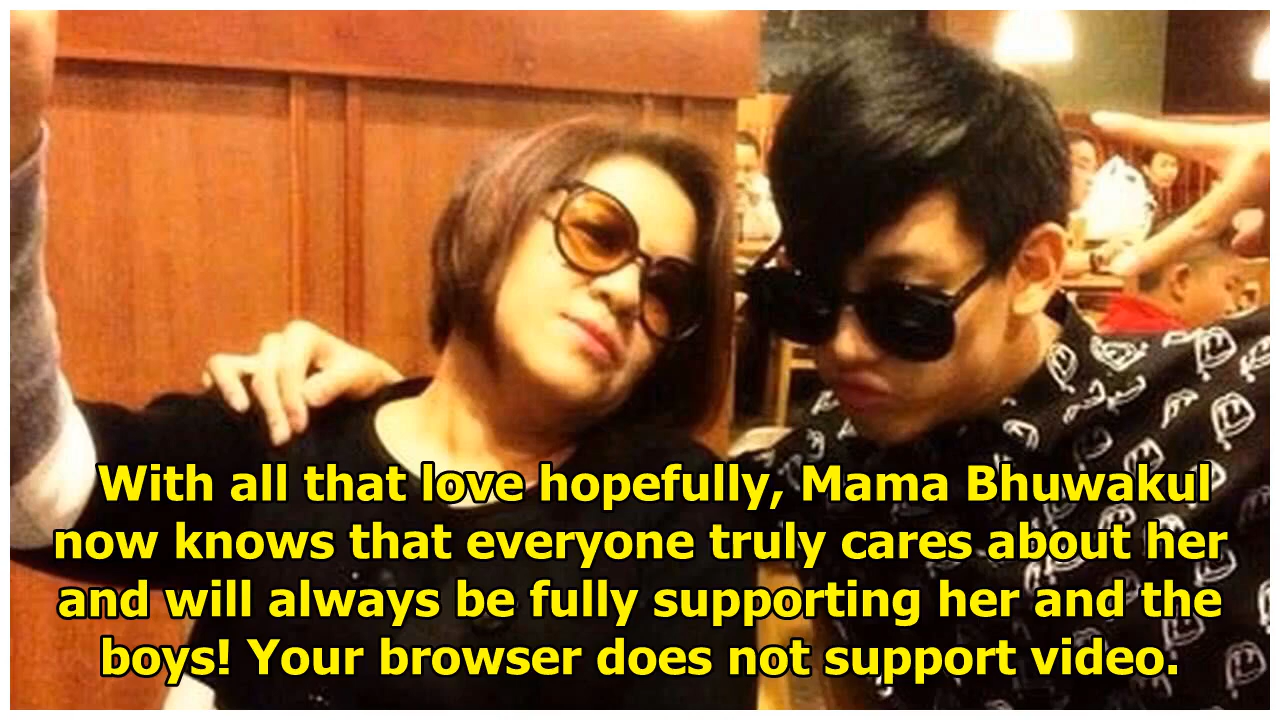 With all that love hopefully, Mama Bhuwakul
now knows that everyone truly cares about her
and will always be fully supporting her and the
boys! Your browser does not support video.